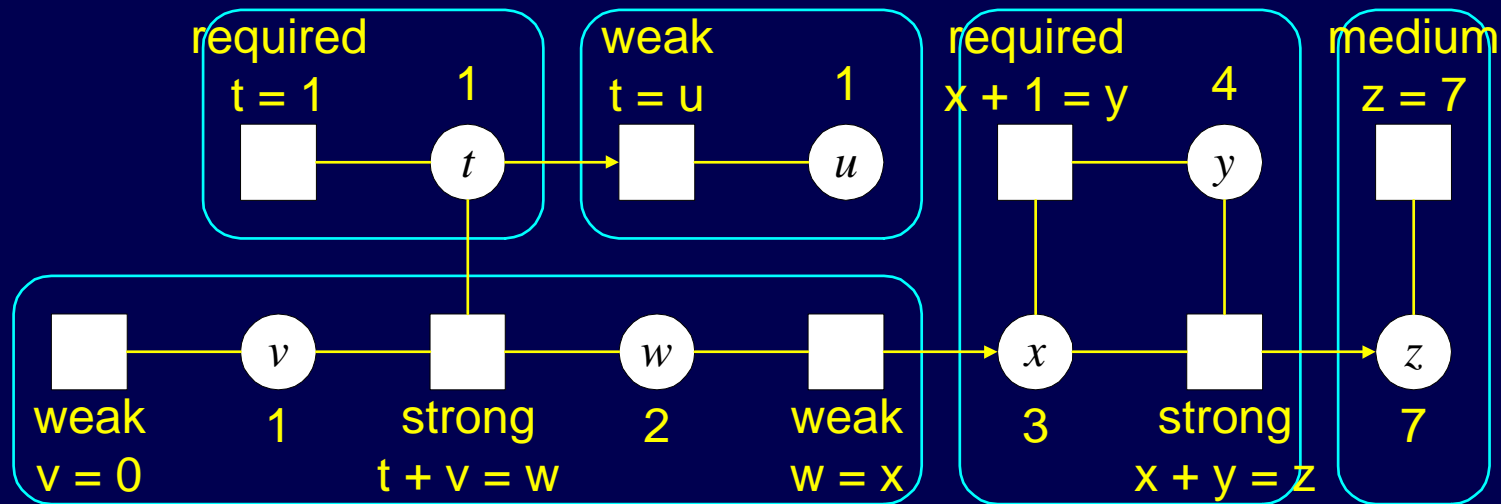 required weak required medium
t = 1 1 t = u 1 x + 1 = y 4 z = 7
t u y
v w x z
weak 1 strong 2 weak 3 strong 7
v = 0 t + v = w w = x x + y = z